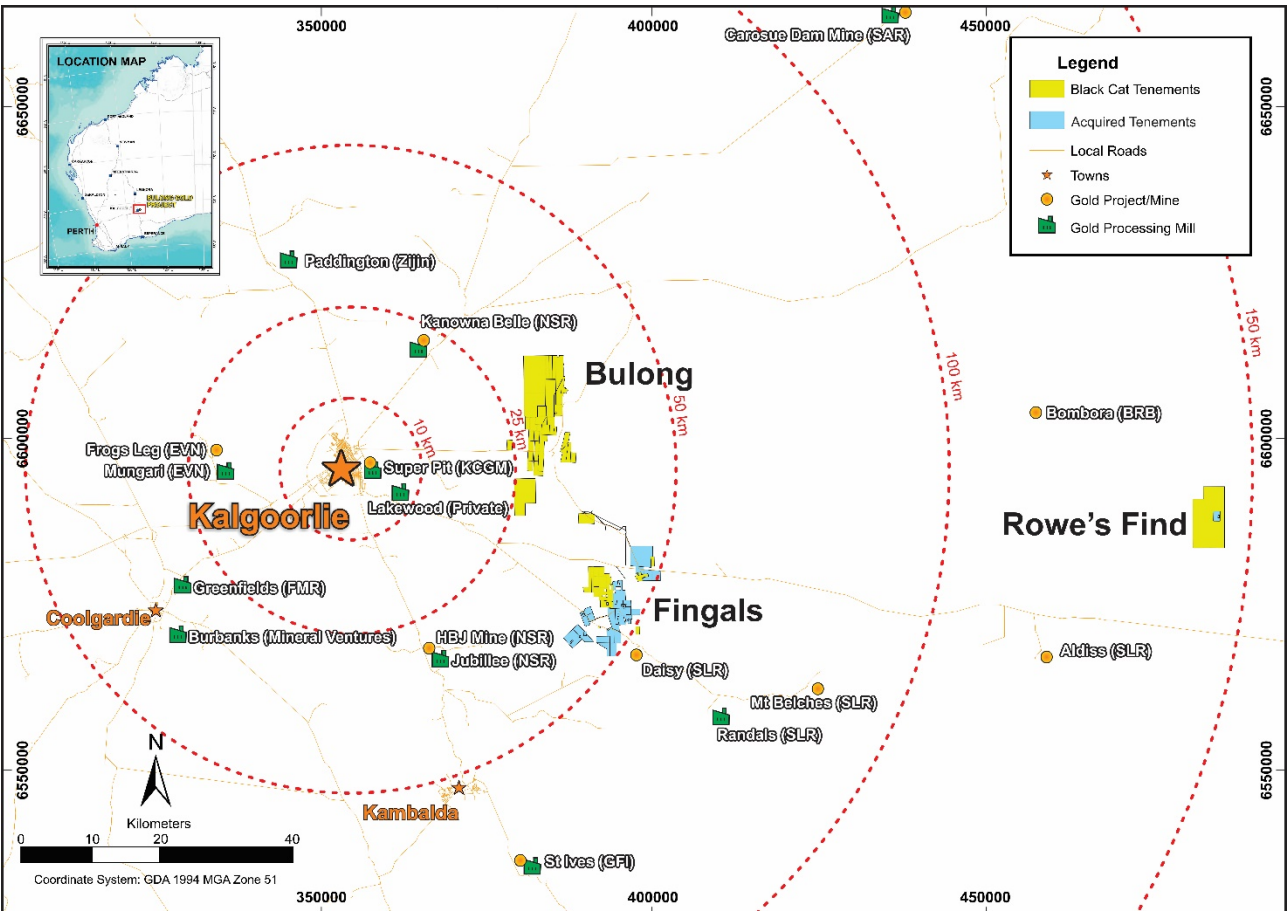 350000
400000
450000
Carosue Dam Mine (SAR)
LOCATION MAP
BULONG GOLD
PROJECT
PERTH
Legend
Black Cat Tenements
Acquired Tenements
Local Roads
Towns
Gold Project/Mine
Gold Processing Mill
6650000
6650000
Paddington (Zijin)
Kanowna Belle (NSR)
Bulong
150 km
100 km
50 km
25 km
10 km
Bombora (BRB)
6600000
6600000
Frogs Leg (EVN)
Mungari (EVN)
Super Pit (KCGM)
Lakewood (Private)
Kalgoorlie
Rowe's Find
Greenfields (FMR)
Coolgardie
Burbanks (Mineral Ventures)
Fingals
HBJ Mine (NSR)
Jubillee (NSR)
Daisy (SLR)
Aldiss (SLR)
Mt Belches (SLR)
Randals (SLR)
6550000
6550000
N
Kambalda
Kilometers
0 10 20 40
St Ives (GFI)
Coordinate System: GDA 1994 MGA Zone 51
350000
400000
450000